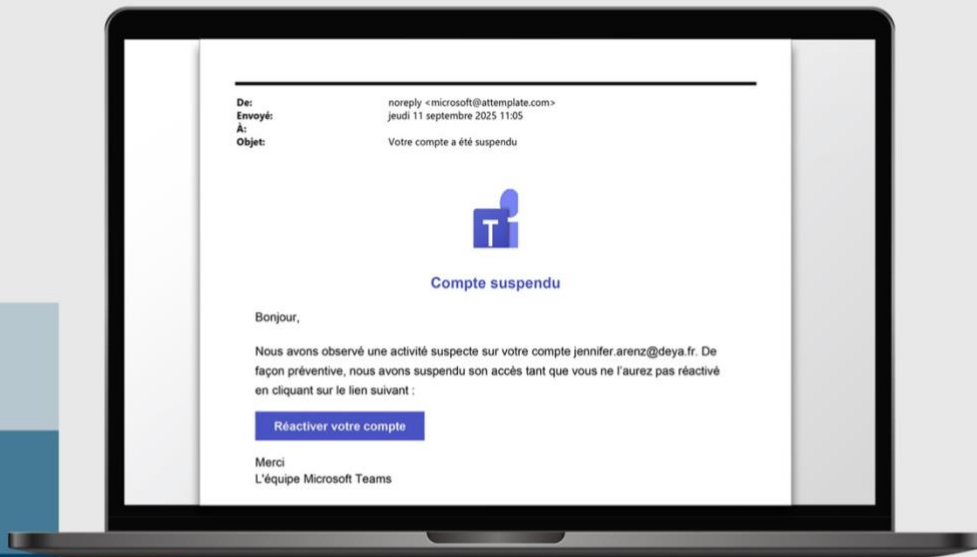 De: noreply <microsoft@attemplate.com>
Envoyé: jeudi 11 septembre 2025 11:05
À:
Objet: Votre compte a été suspendu
T
Compte suspendu
Bonjour,
Nous avons observé une activité suspecte sur votre compte jennifer.arenz@deya.fr. De
façon préventive, nous avons suspendu son accès tant que vous ne l'aurez pas réactivé
en cliquant sur le lien suivant :
Réactiver votre compte
Merci
L'équipe Microsoft Teams